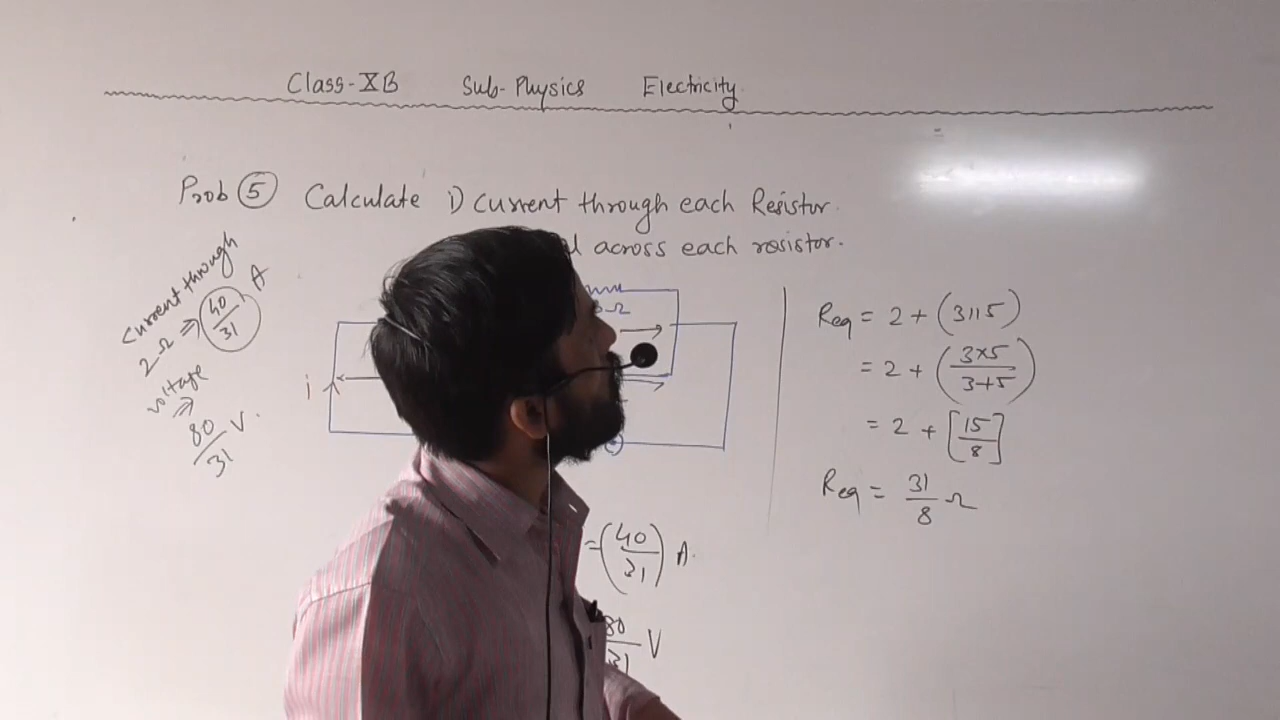 Class-XB Sub-Physics Electricity
Prob 5 Calculate i) current through each Resistor.
across each resistor.
Current through
2Ω ⇒ 40/31 A
voltage
⇒
80/31 V.
Ω
i
= (40/31) A.
80/31 V
Req = 2 + (3||5)
= 2 + (3×5/3+5)
= 2 + [15/8]
Req = 31/8 Ω